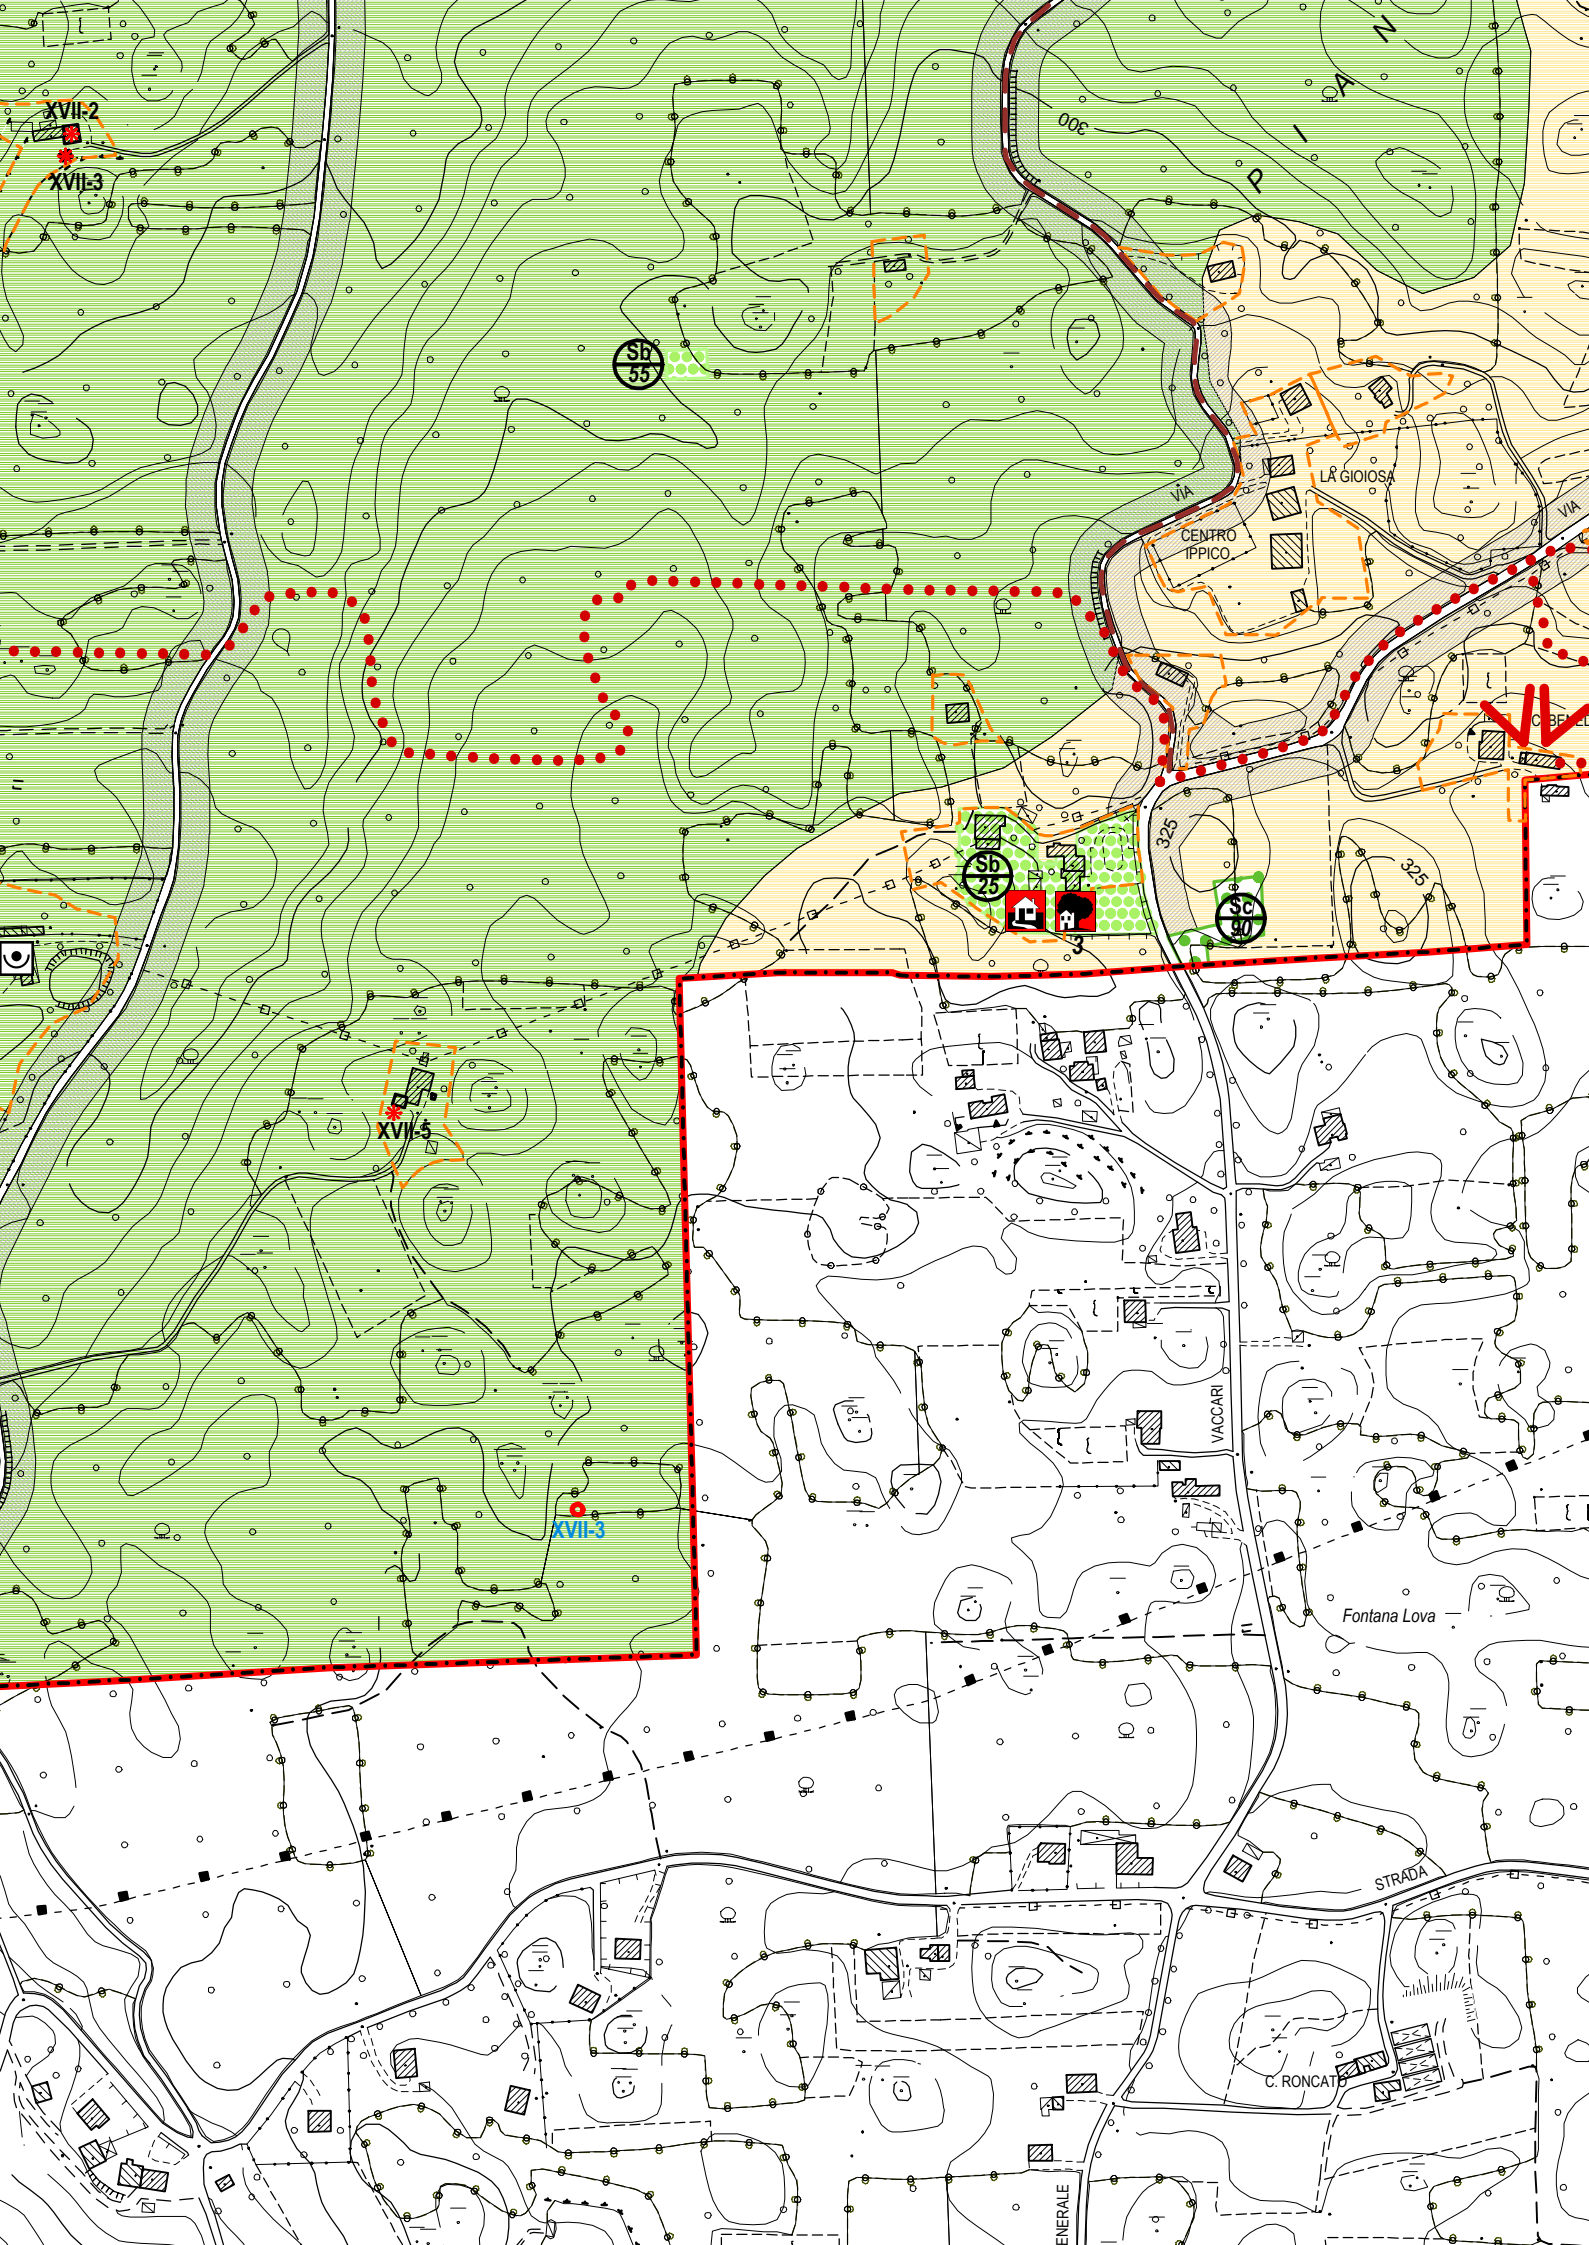 P I A N
XVII-2
XVII-3
300
Sb
55
VIA
LA GIOIOSA
VIA
CENTRO
IPPICO
325
325
Sb
25
3
Sc
90
XVII-5
VACCARI
XVII-3
Fontana Lova
STRADA
C. RONCATO
ENERALE